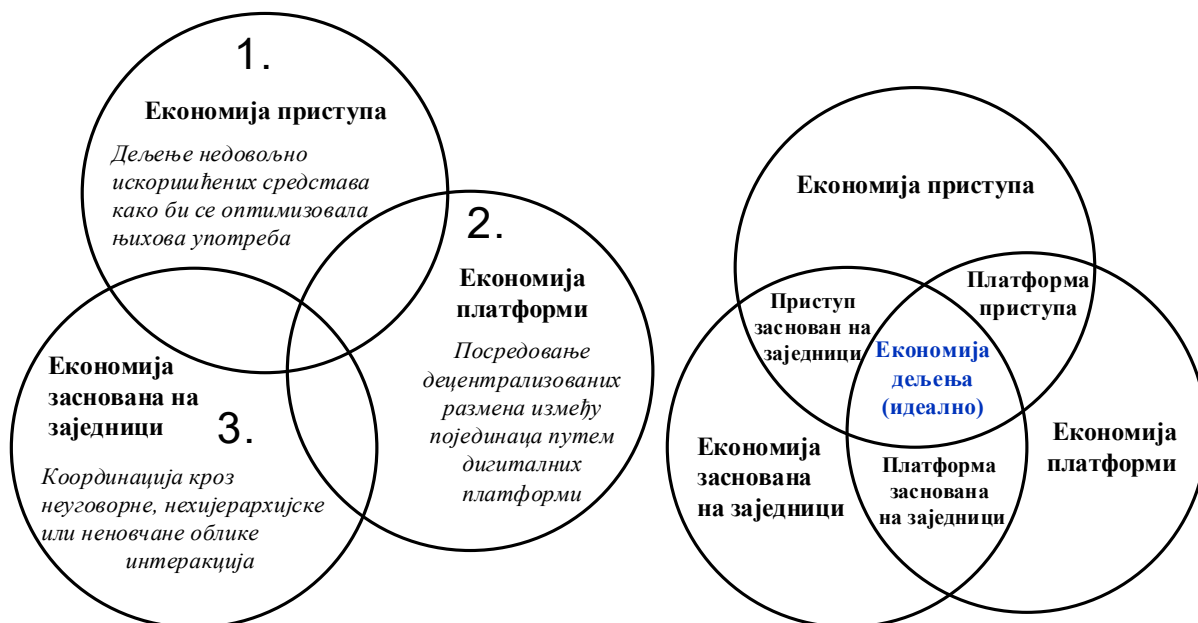 1.
Економија приступа
Дељење недовољно
искоришћених средстава
како би се оптимизовала
њихова употреба
2.
Економија
платформи
Посредовање
децентрализованих
размена између
појединаца путем
дигиталних
платформи
Економија
заснована на
заједници
3.
Координација кроз
неуговорне, нехијерархијске
или неновчане облике
интеракција
Економија приступа
Платформа
приступа
Приступ
заснован на
заједници
Економија
дељења
(идеално)
Економија
заснована
на заједници
Економија
платформи
Платформа
заснована
на заједници